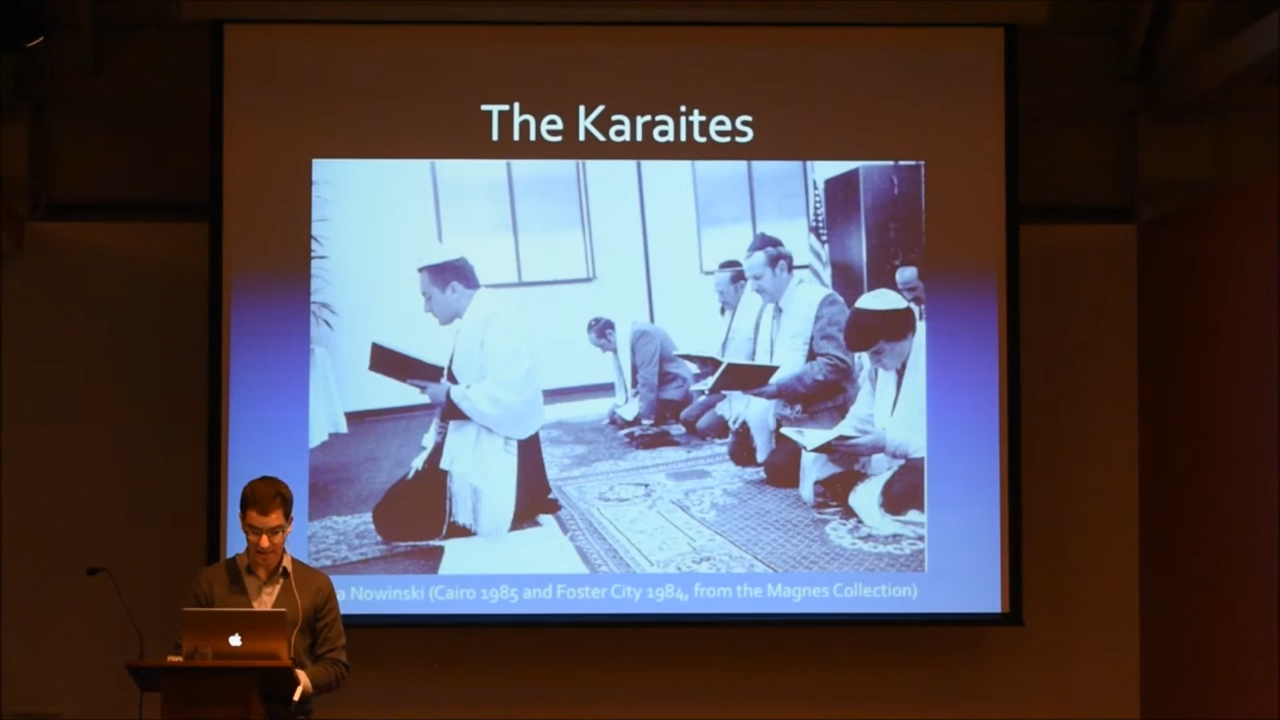 The Karaites
Nowinski (Cairo 1985 and Foster City 1984, from the Magnes Collection)